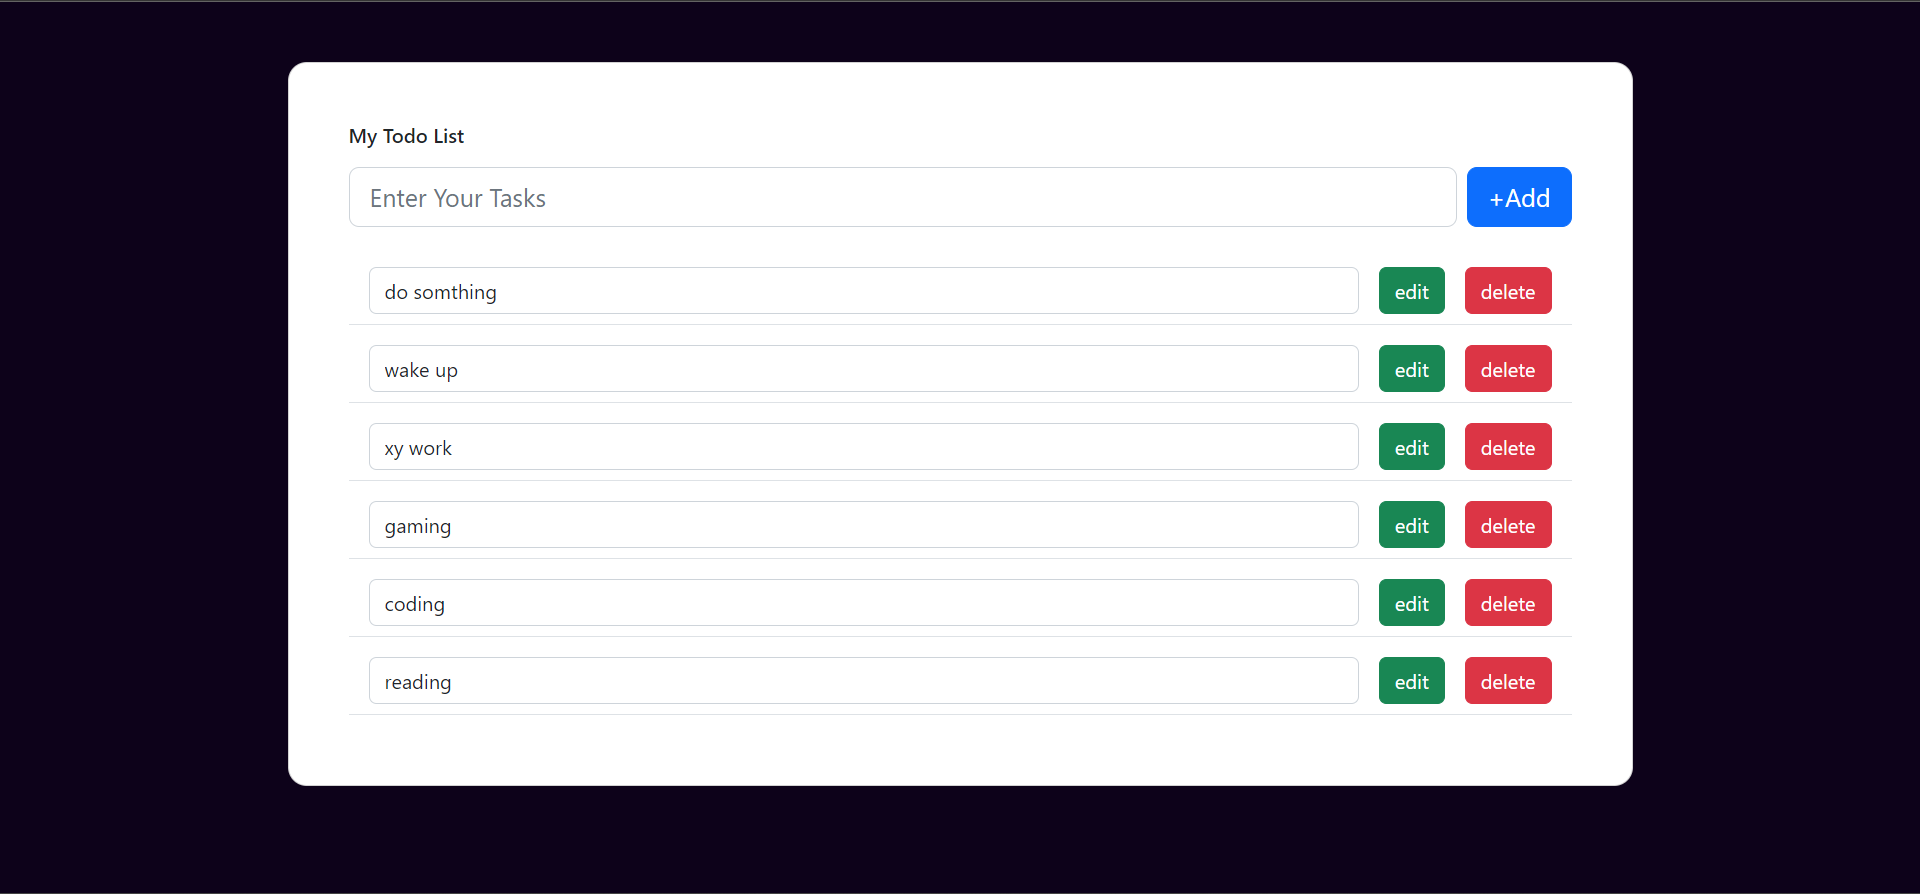 My Todo List
Enter Your Tasks +Add
do somthing edit delete
wake up edit delete
xy work edit delete
gaming edit delete
coding edit delete
reading edit delete